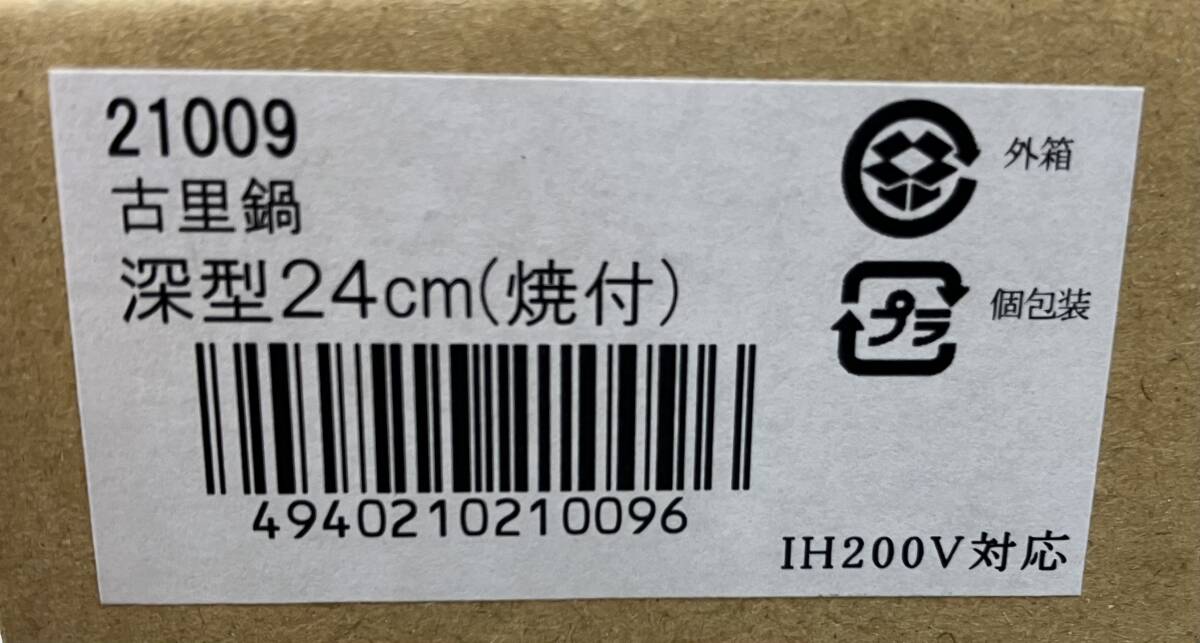 21009
古里鍋
深型24cm(焼付)
4940210210096
外箱
プラ
個包装
IH200V対応